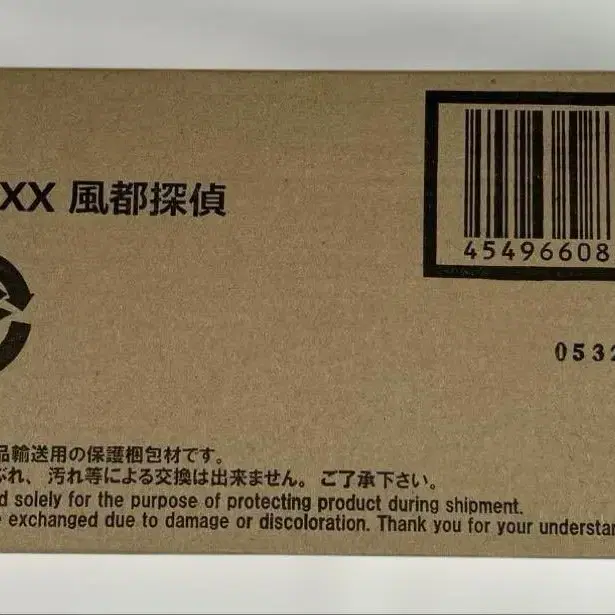 XX 風都探偵
45496608
053
品輸送用の保護梱包材です。
ぶれ、汚れ等による交換は出来ません。ご了承下さい。
d solely for the purpose of protecting product during shipment.
e exchanged due to damage or discoloration. Thank you for your understan